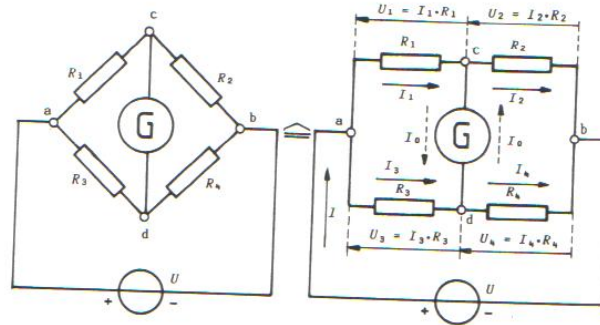 c
R1
R2
a
G
b
R3
R4
d
U
+ -
≙
U1 = I1·R1
U2 = I2·R2
R1
c
R2
I1
I2
a
I0
G
I0
b
I3
I4
R3
R4
I
d
U3 = I3·R3
U4 = I4·R4
U
+ -